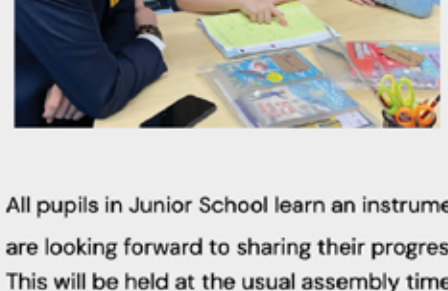 All pupils in Junior School learn an instrume
are looking forward to sharing their progres
This will be held at the usual assembly time